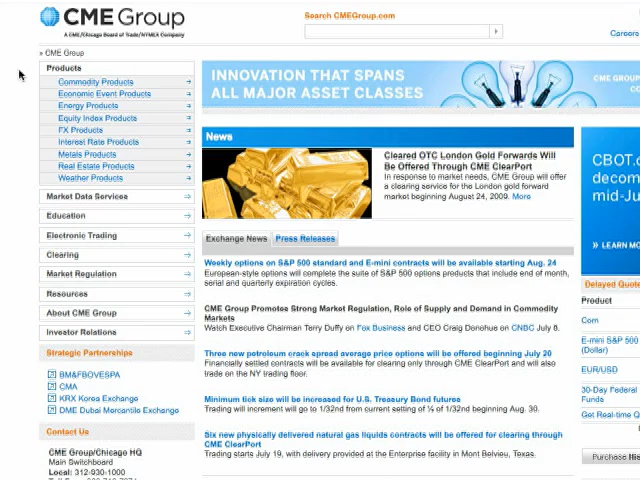 CME Group
A CME/Chicago Board of Trade/NYMEX Company
Search CMEGroup.com
Careers
» CME Group
Products
Commodity Products
Economic Event Products
Energy Products
Equity Index Products
FX Products
Interest Rate Products
Metals Products
Real Estate Products
Weather Products
Market Data Services
Education
Electronic Trading
Clearing
Market Regulation
Resources
About CME Group
Investor Relations
Strategic Partnerships
BM&FBOVESPA
CMA
KRX Korea Exchange
DME Dubai Mercantile Exchange
Contact Us
CME Group/Chicago HQ
Main Switchboard
Local: 312-930-1000
INNOVATION THAT SPANS
ALL MAJOR ASSET CLASSES
CME GROUP
CO
News
Cleared OTC London Gold Forwards Will
Be Offered Through CME ClearPort
In response to market needs, CME Group will offer
a clearing service for the London gold forward
market beginning August 24, 2009. More
Exchange News
Press Releases
Weekly options on S&P 500 standard and E-mini contracts will be available starting Aug. 24
European-style options will complete the suite of S&P 500 options products that include end of month,
serial and quarterly expiration cycles.
CME Group Promotes Strong Market Regulation, Role of Supply and Demand in Commodity
Markets
Watch Executive Chairman Terry Duffy on Fox Business and CEO Craig Donohue on CNBC July 8.
Three new petroleum crack spread average price options will be offered beginning July 20
Financially settled contracts will be available for clearing only through CME ClearPort and will also
trade on the NY trading floor.
Minimum tick size will be increased for U.S. Treasury Bond futures
Trading will increment will go to 1/32nd from current setting of ½ of 1/32nd beginning Aug. 30.
Six new physically delivered natural gas liquids contracts will be offered for clearing through
CME ClearPort
Trading starts July 19, with delivery provided at the Enterprise facility in Mont Belvieu, Texas.
CBOT.c
decom
mid-Ju
» LEARN MO
Delayed Quote
Product
Corn
E-mini S&P 500
(Dollar)
EUR/USD
30-Day Federal
Funds
Get Real-time Q
Purchase His